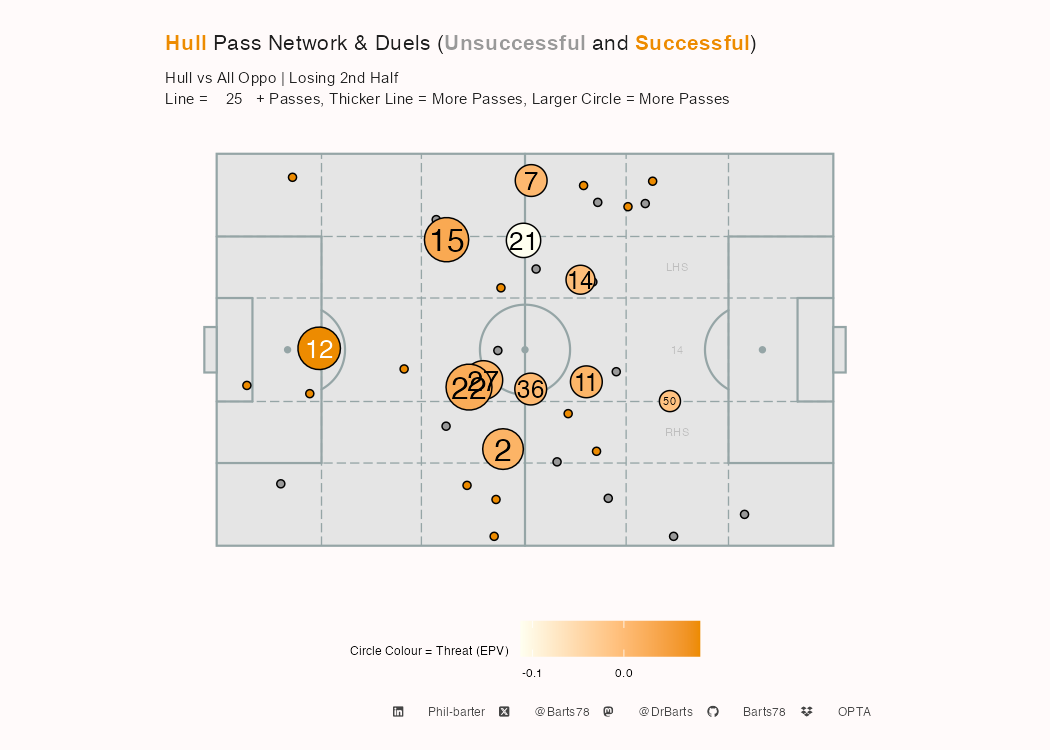 Hull Pass Network & Duels (Unsuccessful and Successful)
Hull vs All Oppo | Losing 2nd Half
Line = 25 + Passes, Thicker Line = More Passes, Larger Circle = More Passes
7
15
21
LHS
14
12
14
22
27
36
11
50
RHS
2
Circle Colour = Threat (EPV)
-0.1 0.0
Phil-barter @Barts78 @DrBarts Barts78 OPTA